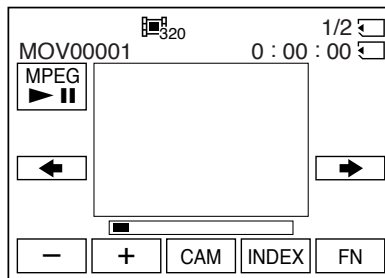 320
1/2
MOV00001
0 : 00 : 00
MPEG
− + CAM INDEX FN